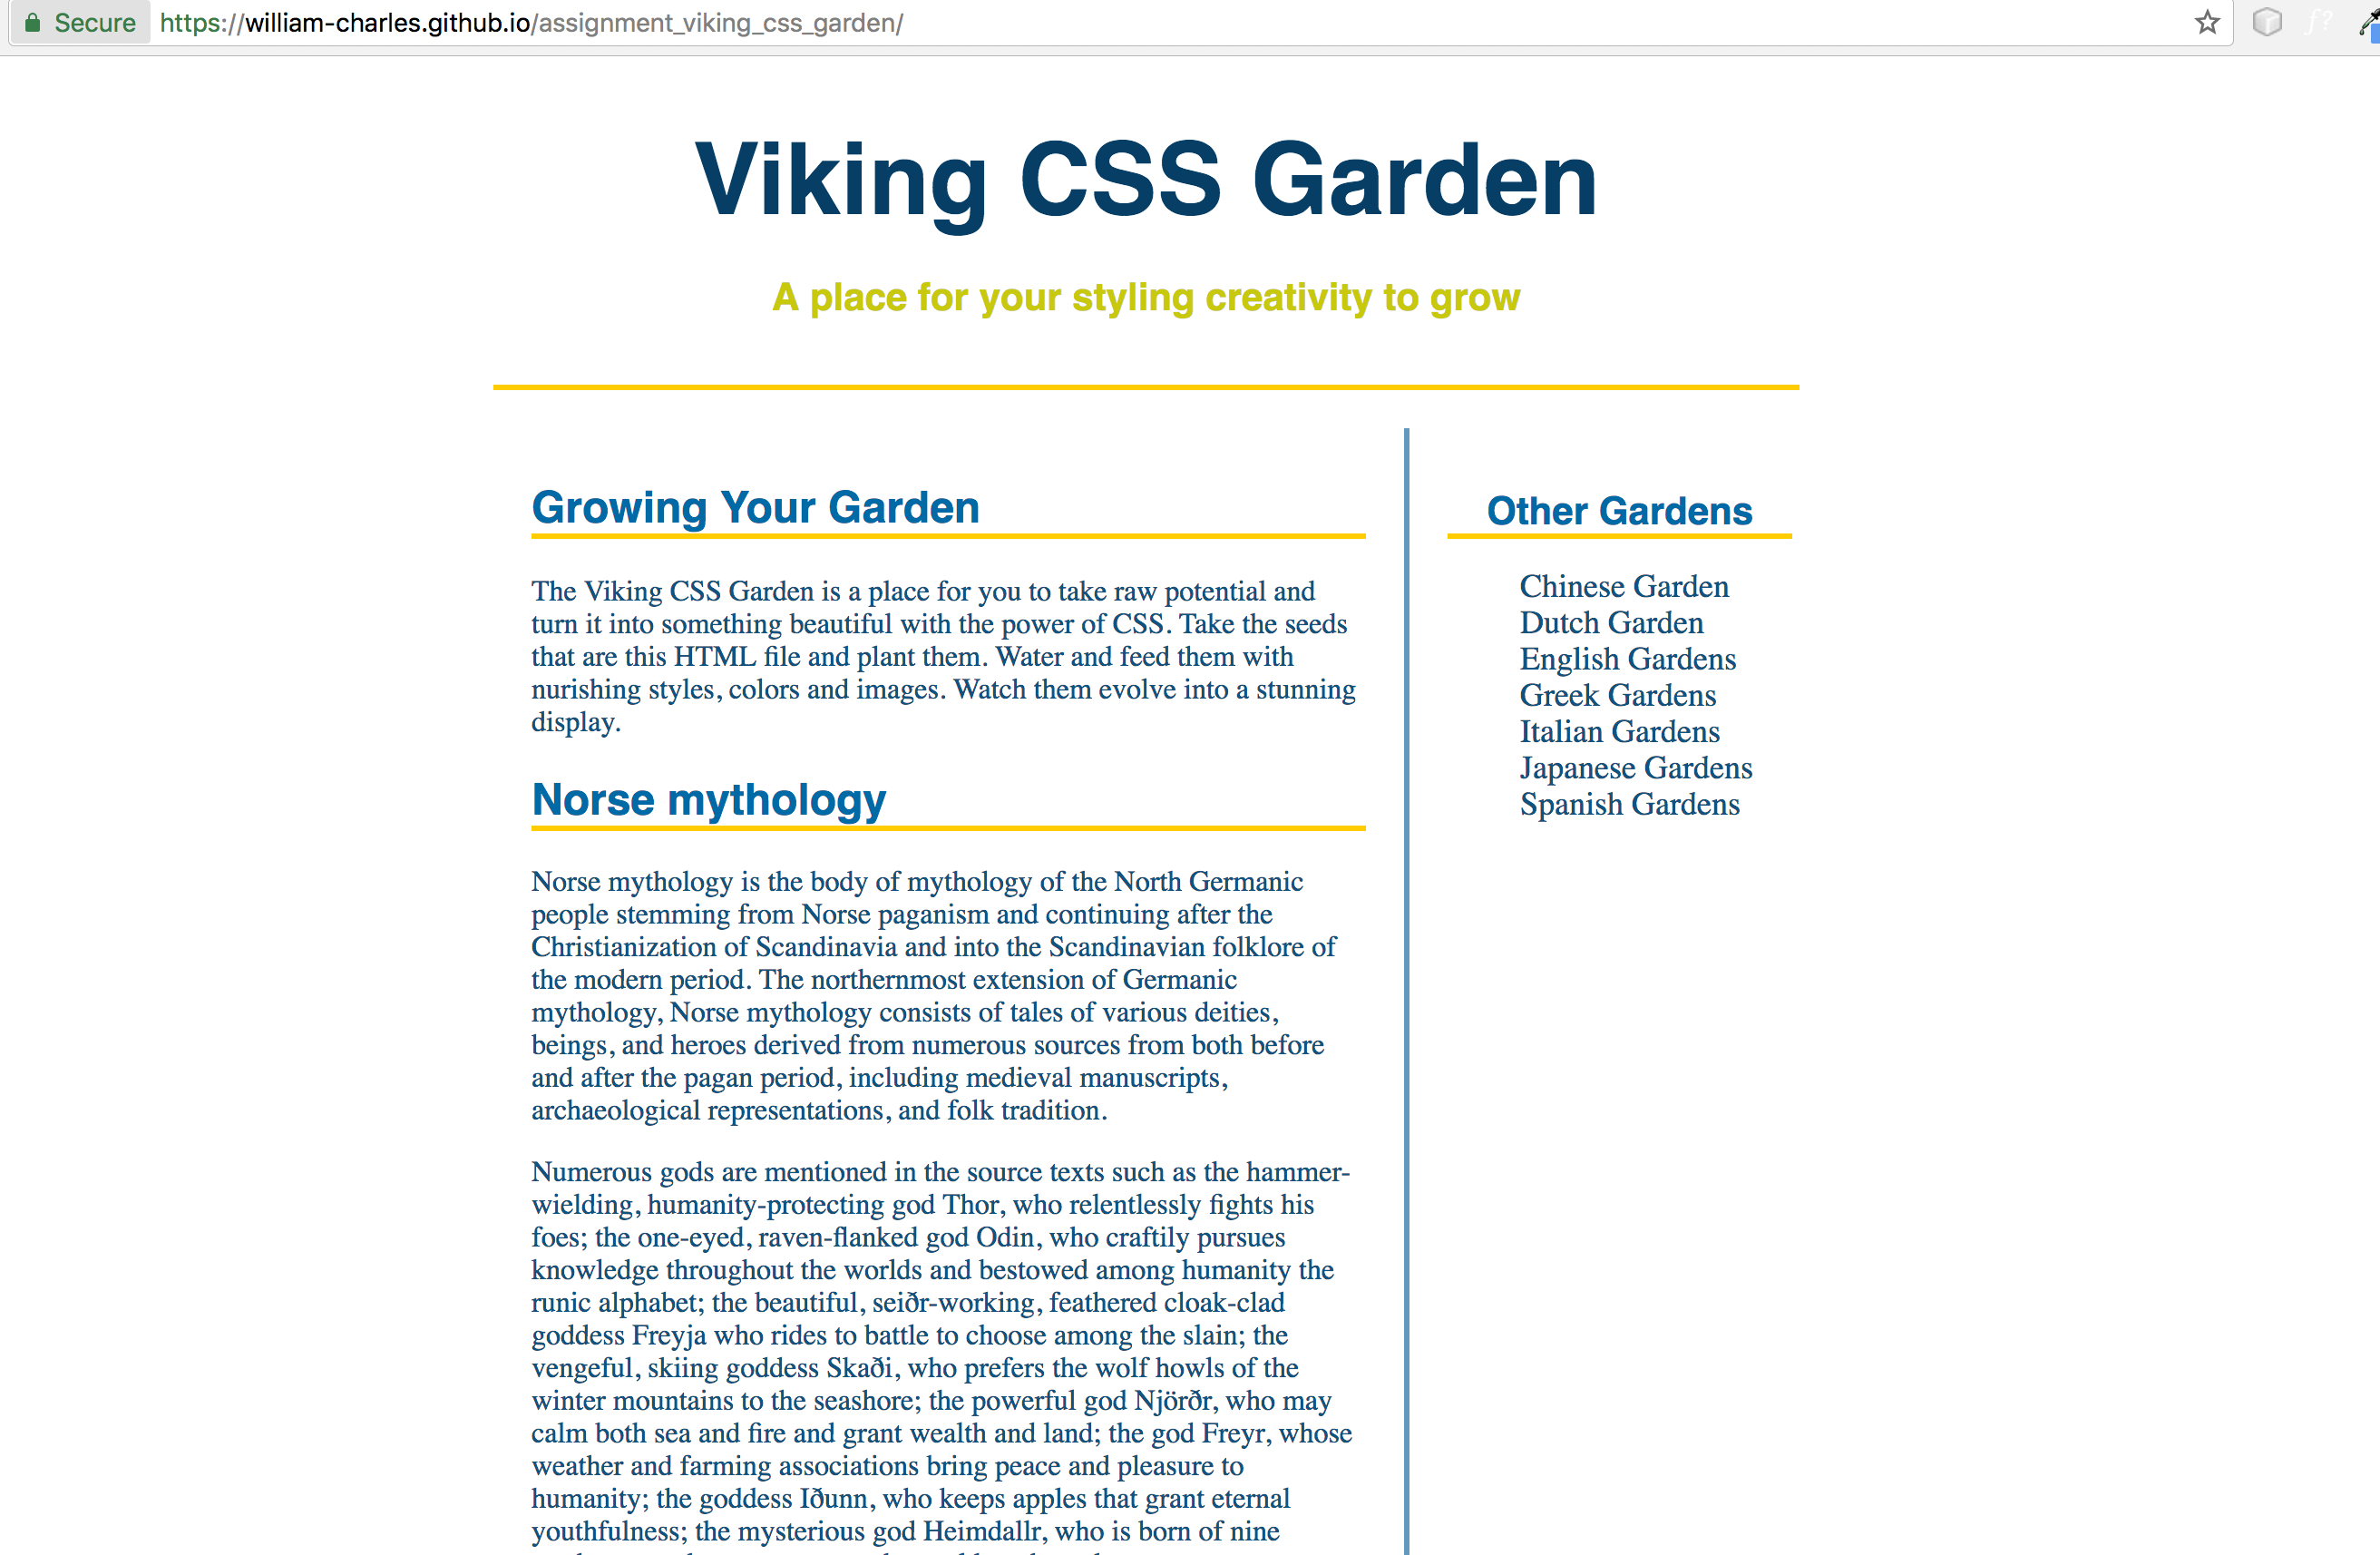 Secure https://william-charles.github.io/assignment_viking_css_garden/
f?
Viking CSS Garden
A place for your styling creativity to grow
Growing Your Garden
The Viking CSS Garden is a place for you to take raw potential and
turn it into something beautiful with the power of CSS. Take the seeds
that are this HTML file and plant them. Water and feed them with
nurishing styles, colors and images. Watch them evolve into a stunning
display.
Norse mythology
Norse mythology is the body of mythology of the North Germanic
people stemming from Norse paganism and continuing after the
Christianization of Scandinavia and into the Scandinavian folklore of
the modern period. The northernmost extension of Germanic
mythology, Norse mythology consists of tales of various deities,
beings, and heroes derived from numerous sources from both before
and after the pagan period, including medieval manuscripts,
archaeological representations, and folk tradition.
Numerous gods are mentioned in the source texts such as the hammer-
wielding, humanity-protecting god Thor, who relentlessly fights his
foes; the one-eyed, raven-flanked god Odin, who craftily pursues
knowledge throughout the worlds and bestowed among humanity the
runic alphabet; the beautiful, seiðr-working, feathered cloak-clad
goddess Freyja who rides to battle to choose among the slain; the
vengeful, skiing goddess Skaði, who prefers the wolf howls of the
winter mountains to the seashore; the powerful god Njörðr, who may
calm both sea and fire and grant wealth and land; the god Freyr, whose
weather and farming associations bring peace and pleasure to
humanity; the goddess Iðunn, who keeps apples that grant eternal
youthfulness; the mysterious god Heimdallr, who is born of nine
Other Gardens
Chinese Garden
Dutch Garden
English Gardens
Greek Gardens
Italian Gardens
Japanese Gardens
Spanish Gardens